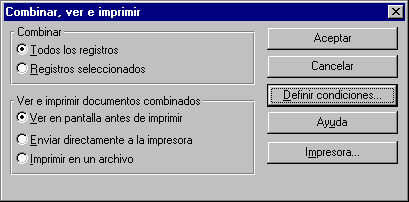 Combinar, ver e imprimir
Combinar
Todos los registros
Registros seleccionados
Ver e imprimir documentos combinados
Ver en pantalla antes de imprimir
Enviar directamente a la impresora
Imprimir en un archivo
Aceptar
Cancelar
Definir condiciones...
Ayuda
Impresora...